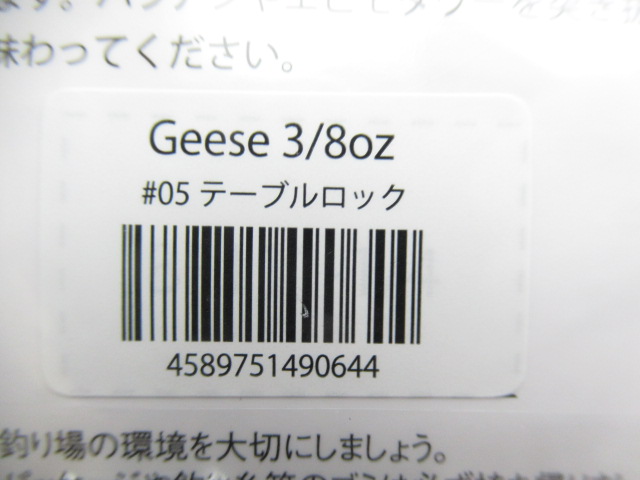 味わってください。
Geese 3/8oz
#05 テーブルロック
4589751490644
釣り場の環境を大切にしましょう。